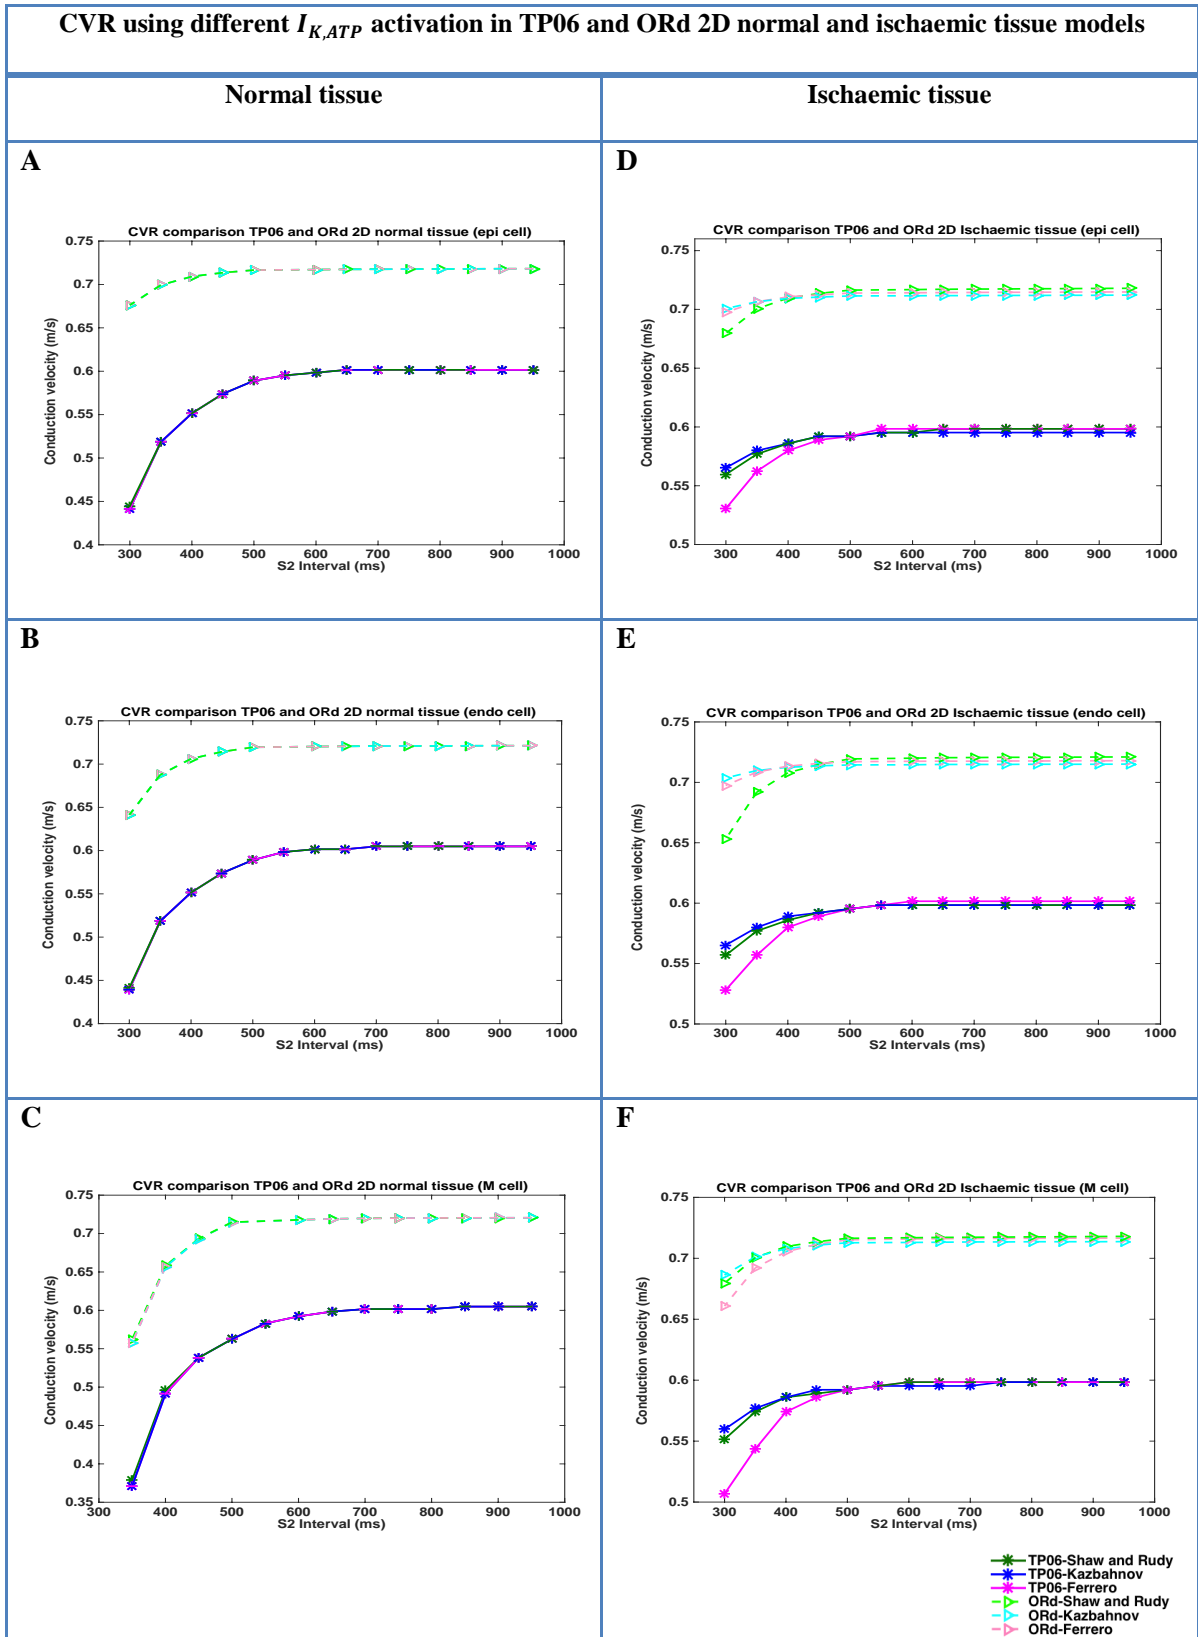 CVR using different I_{K,ATP} activation in TP06 and ORd 2D normal and ischaemic tissue models
Normal tissue
Ischaemic tissue
A
CVR comparison TP06 and ORd 2D normal tissue (epi cell)
Conduction velocity (m/s)
0.75
0.7
0.65
0.6
0.55
0.5
0.45
0.4
300 400 500 600 700 800 900 1000
S2 Interval (ms)
D
CVR comparison TP06 and ORd 2D Ischaemic tissue (epi cell)
Conduction velocity (m/s)
0.75
0.7
0.65
0.6
0.55
0.5
300 400 500 600 700 800 900 1000
S2 Interval (ms)
B
CVR comparison TP06 and ORd 2D normal tissue (endo cell)
Conduction velocity (m/s)
0.75
0.7
0.65
0.6
0.55
0.5
0.45
0.4
300 400 500 600 700 800 900 1000
S2 Interval (ms)
E
CVR comparison TP06 and ORd 2D Ischaemic tissue (endo cell)
Conduction velocity (m/s)
0.75
0.7
0.65
0.6
0.55
0.5
300 400 500 600 700 800 900 1000
S2 Intervals (ms)
C
CVR comparison TP06 and ORd 2D normal tissue (M cell)
Conduction velocity (m/s)
0.75
0.7
0.65
0.6
0.55
0.5
0.45
0.4
0.35
300 400 500 600 700 800 900 1000
S2 Interval (ms)
F
CVR comparison TP06 and ORd 2D Ischaemic tissue (M cell)
Conduction velocity (m/s)
0.75
0.7
0.65
0.6
0.55
0.5
300 400 500 600 700 800 900 1000
S2 Interval (ms)
TP06-Shaw and Rudy
TP06-Kazbahnov
TP06-Ferrero
ORd-Shaw and Rudy
ORd-Kazbahnov
ORd-Ferrero